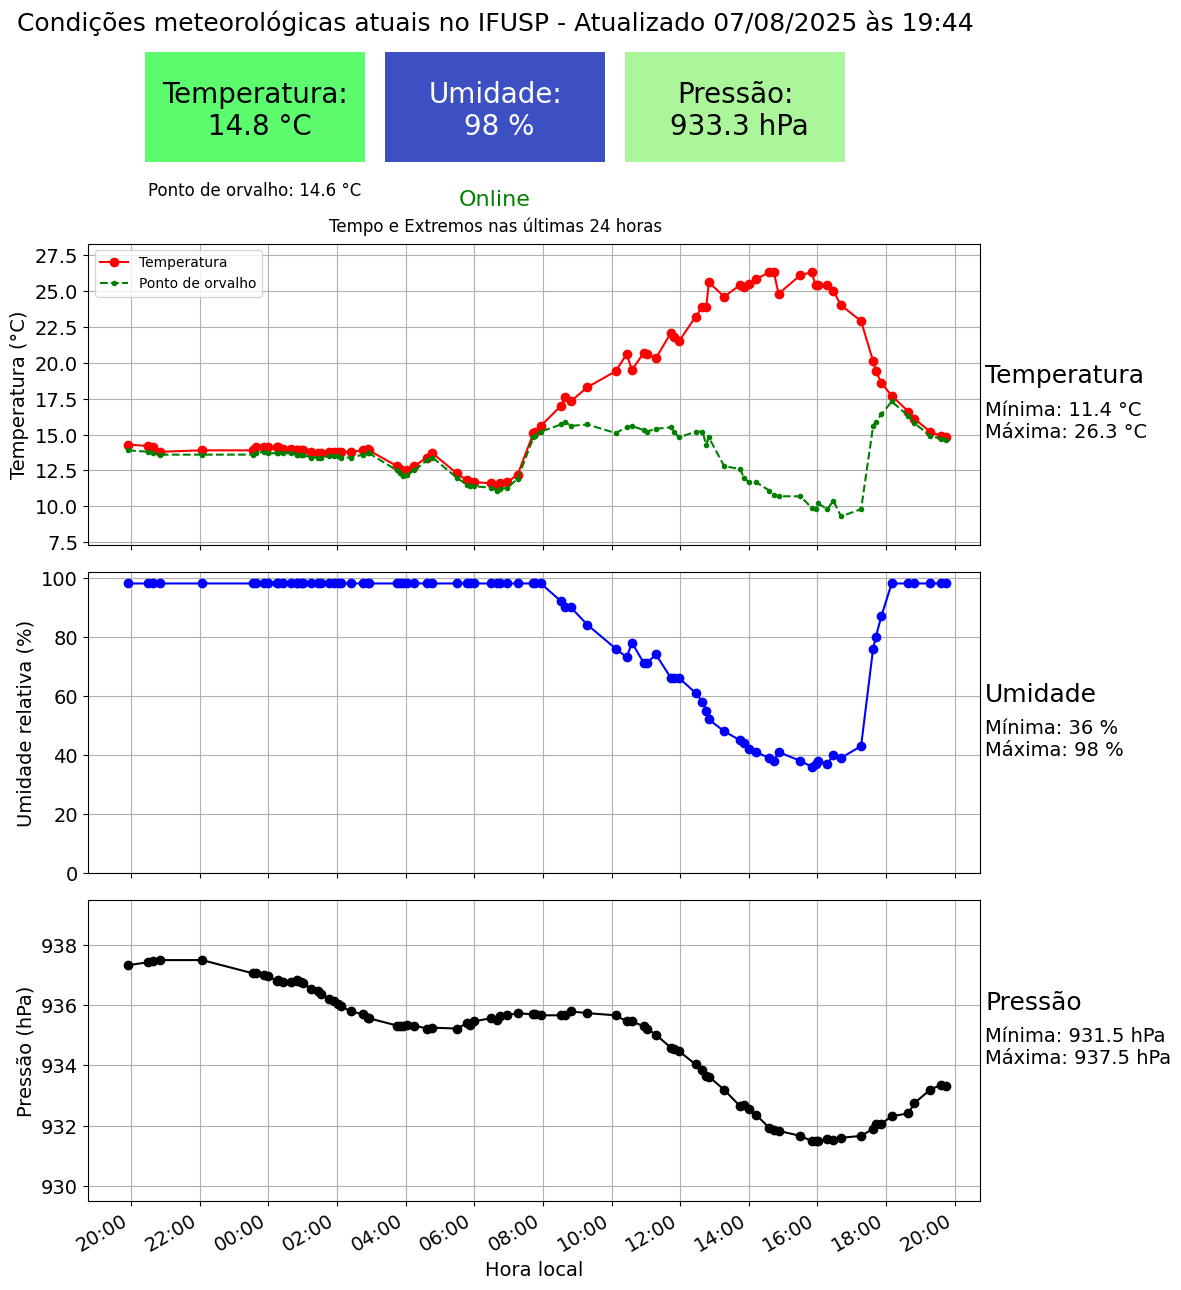 Condições meteorológicas atuais no IFUSP - Atualizado 07/08/2025 às 19:44
Temperatura:
14.8 °C
Umidade:
98 %
Pressão:
933.3 hPa
Ponto de orvalho: 14.6 °C
Online
Tempo e Extremos nas últimas 24 horas
Temperatura
Ponto de orvalho
Temperatura (°C)
27.5
25.0
22.5
20.0
17.5
15.0
12.5
10.0
7.5
Temperatura
Mínima: 11.4 °C
Máxima: 26.3 °C
Umidade relativa (%)
100
80
60
40
20
0
Umidade
Mínima: 36 %
Máxima: 98 %
Pressão (hPa)
938
936
934
932
930
Pressão
Mínima: 931.5 hPa
Máxima: 937.5 hPa
20:00 22:00 00:00 02:00 04:00 06:00 08:00 10:00 12:00 14:00 16:00 18:00 20:00
Hora local